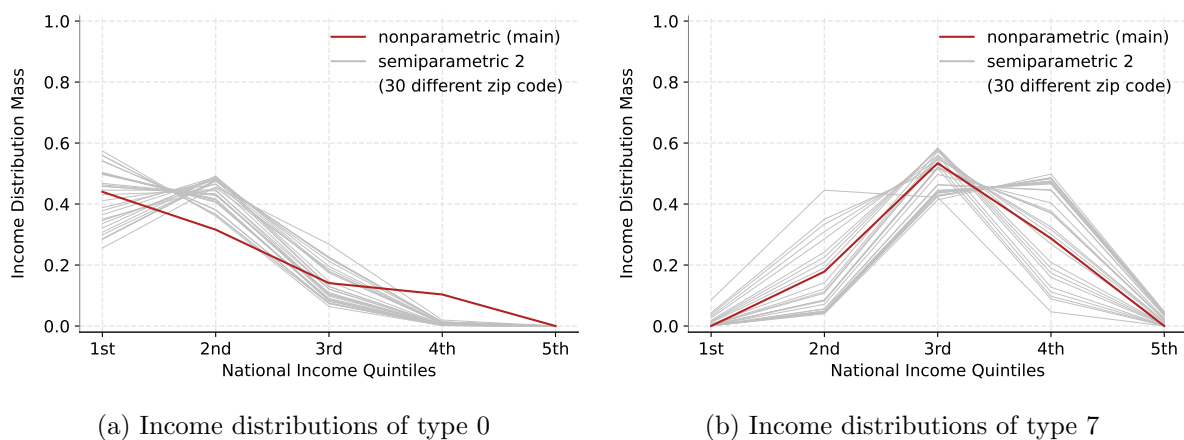 1.0
0.8
0.6
0.4
0.2
0.0
Income Distribution Mass
nonparametric (main)
semiparametric 2
(30 different zip code)
1st 2nd 3rd 4th 5th
National Income Quintiles
(a) Income distributions of type 0
1.0
0.8
0.6
0.4
0.2
0.0
Income Distribution Mass
nonparametric (main)
semiparametric 2
(30 different zip code)
1st 2nd 3rd 4th 5th
National Income Quintiles
(b) Income distributions of type 7